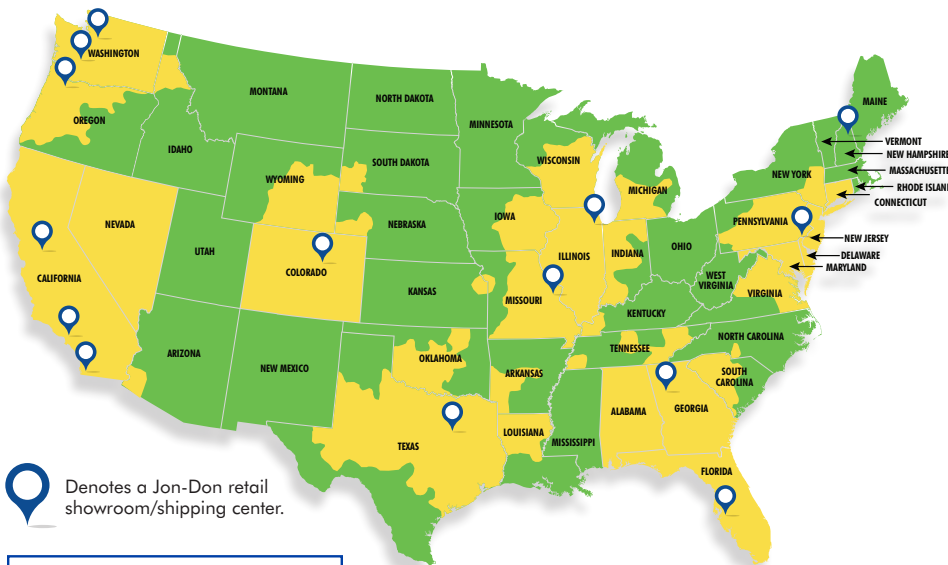 WASHINGTON
MONTANA
NORTH DAKOTA
MINNESOTA
MAINE
OREGON
IDAHO
SOUTH DAKOTA
WISCONSIN
VERMONT
NEW HAMPSHIRE
WYOMING
MICHIGAN
NEW YORK
MASSACHUSETT
RHODE ISLAND
CONNECTICUT
NEVADA
NEBRASKA
IOWA
PENNSYLVANIA
UTAH
COLORADO
ILLINOIS
INDIANA
OHIO
NEW JERSEY
DELAWARE
MARYLAND
CALIFORNIA
KANSAS
MISSOURI
WEST
VIRGINIA
VIRGINIA
KENTUCKY
ARIZONA
NEW MEXICO
OKLAHOMA
ARKANSAS
TENNESSEE
NORTH CAROLINA
SOUTH
CAROLINA
TEXAS
LOUISIANA
MISSISSIPPI
ALABAMA
GEORGIA
FLORIDA
Denotes a Jon-Don retail
showroom/shipping center.